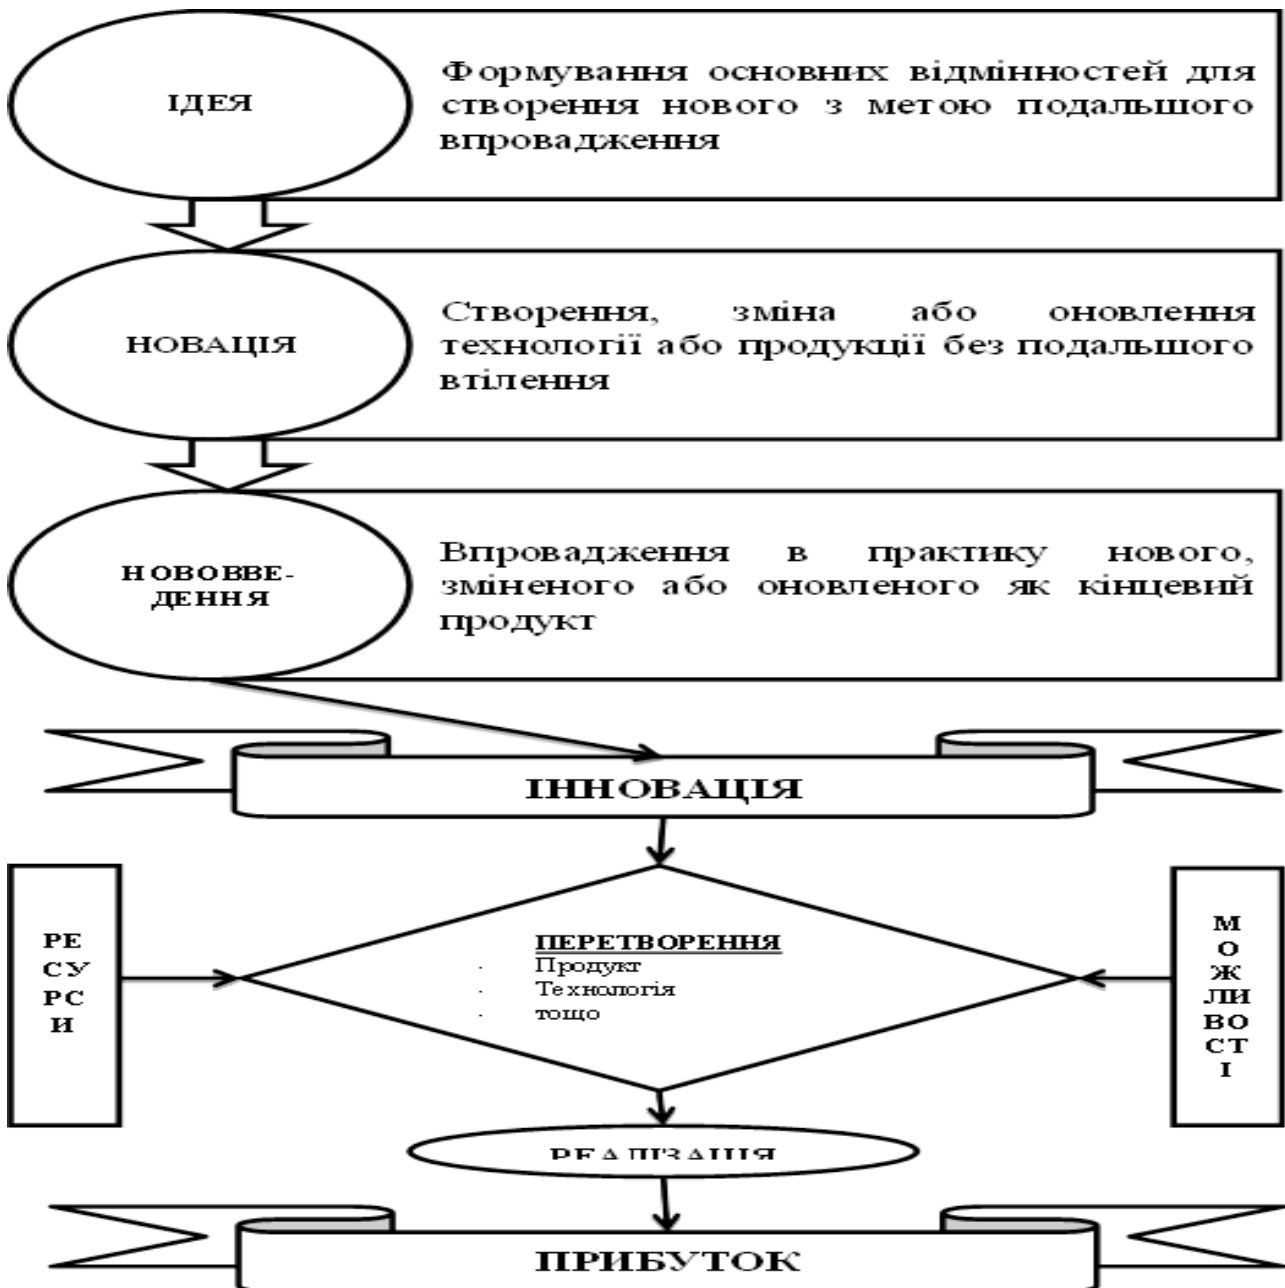 ІДЕЯ
Формування основних відмінностей для
створення нового з метою подальшого
впровадження
НОВАЦІЯ
Створення, зміна або оновлення
технології або продукції без подальшого
втілення
НОВОВВЕ-
ДЕННЯ
Впровадження в практику нового,
зміненого або оновленого як кінцевий
продукт
ІННОВАЦІЯ
РЕ
СУ
РС
И
ПЕРЕТВОРЕННЯ
· Продукт
· Технологія
· тощо
М
О
Ж
ЛИ
ВО
СТ
І
РЕАЛІЗАЦІЯ
ПРИБУТОК